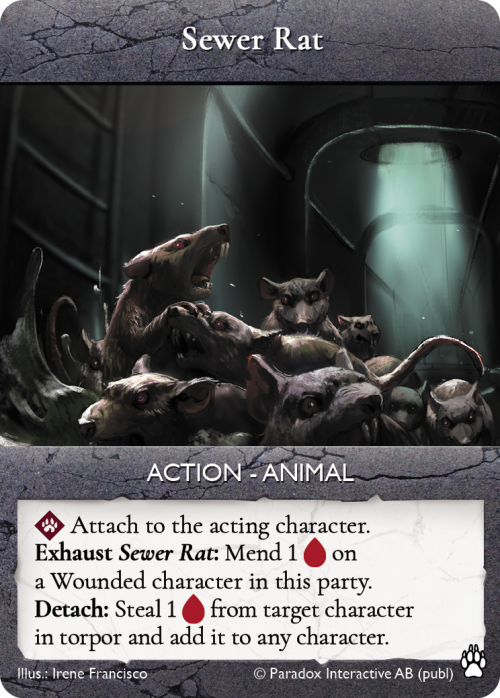 Sewer Rat
ACTION - ANIMAL
Attach to the acting character.
Exhaust Sewer Rat: Mend 1 on
a Wounded character in this party.
Detach: Steal 1 from target character
in torpor and add it to any character.
Illus.: Irene Francisco © Paradox Interactive AB (publ)